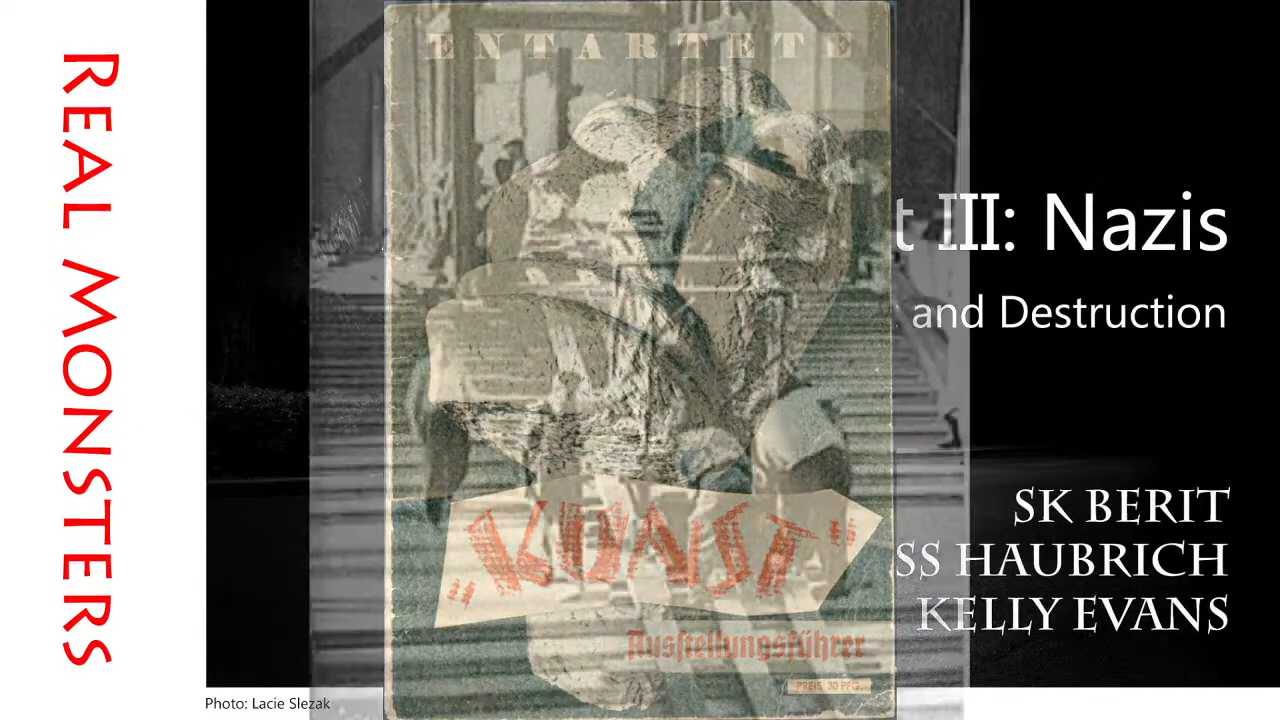 REAL MONSTERS
ENTARTETE
t III: Nazis
and Destruction
SK BERIT
SS HAUBRICH
KELLY EVANS
"KUNST"
Ausstellungsführer
PREIS 30 PFG.
Photo: Lacie Slezak